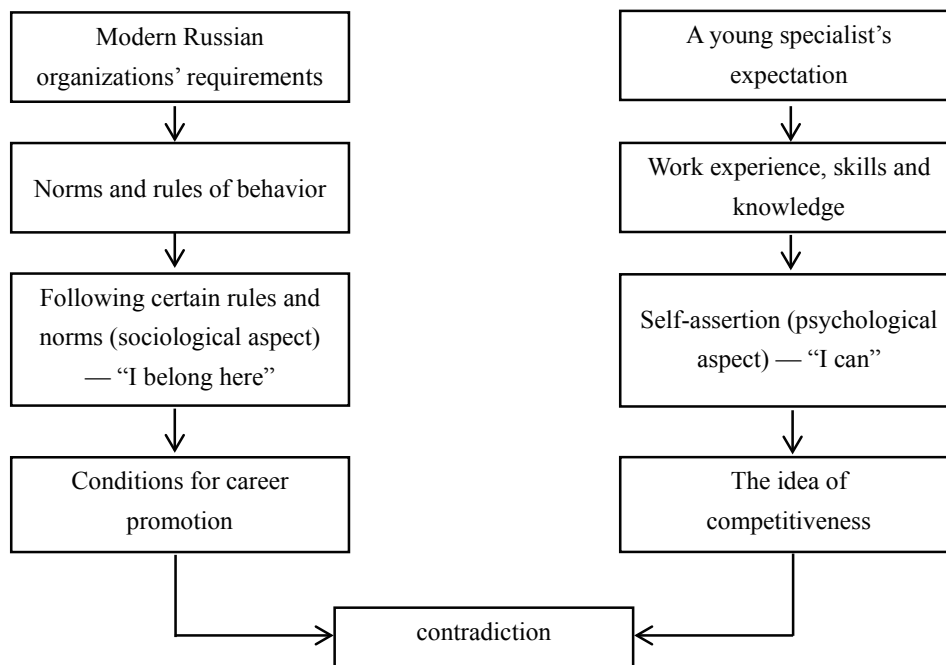 Modern Russian
organizations’ requirements
Norms and rules of behavior
Following certain rules and
norms (sociological aspect)
— “I belong here”
Conditions for career
promotion
A young specialist’s
expectation
Work experience, skills and
knowledge
Self-assertion (psychological
aspect) — “I can”
The idea of
competitiveness
contradiction